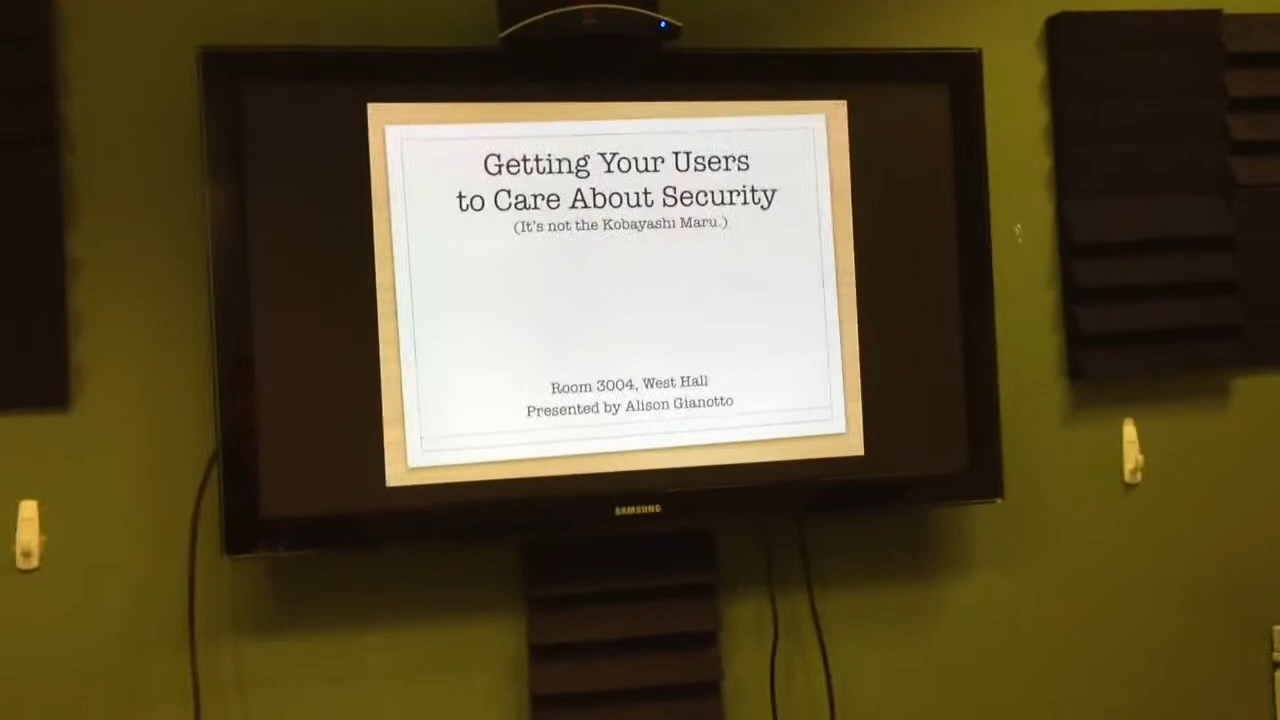 Getting Your Users
to Care About Security
(It's not the Kobayashi Maru.)
Room 3004, West Hall
Presented by Alison Gianotto
SAMSUNG